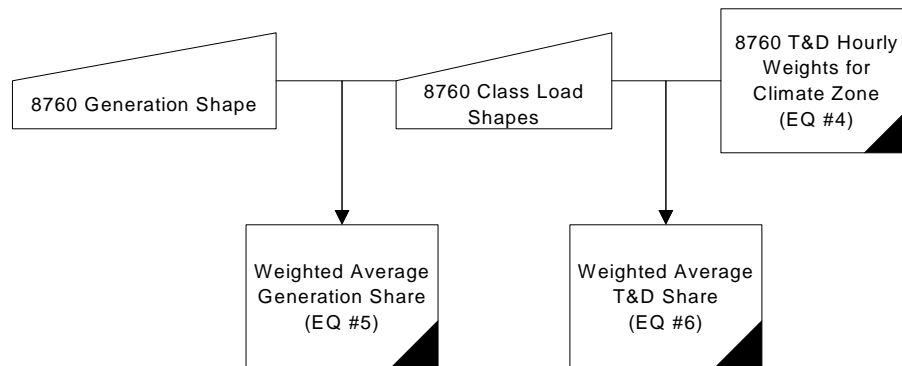 8760 Generation Shape
8760 Class Load
Shapes
8760 T&D Hourly
Weights for
Climate Zone
(EQ #4)
Weighted Average
Generation Share
(EQ #5)
Weighted Average
T&D Share
(EQ #6)